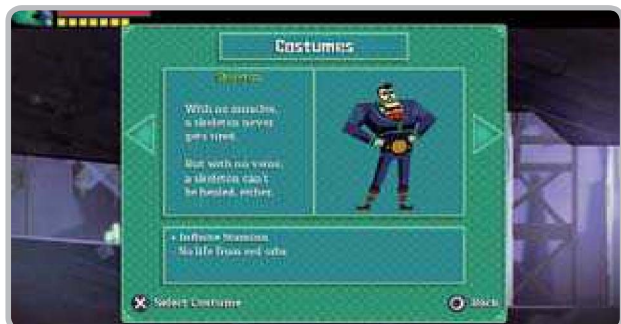 Costumes
Skeleton
With no muscles,
a skeleton never
gets tired.
But with no veins,
a skeleton can't
be healed, either.
+ Infinite Stamina
- No life from red orbs
Select Costume
Back